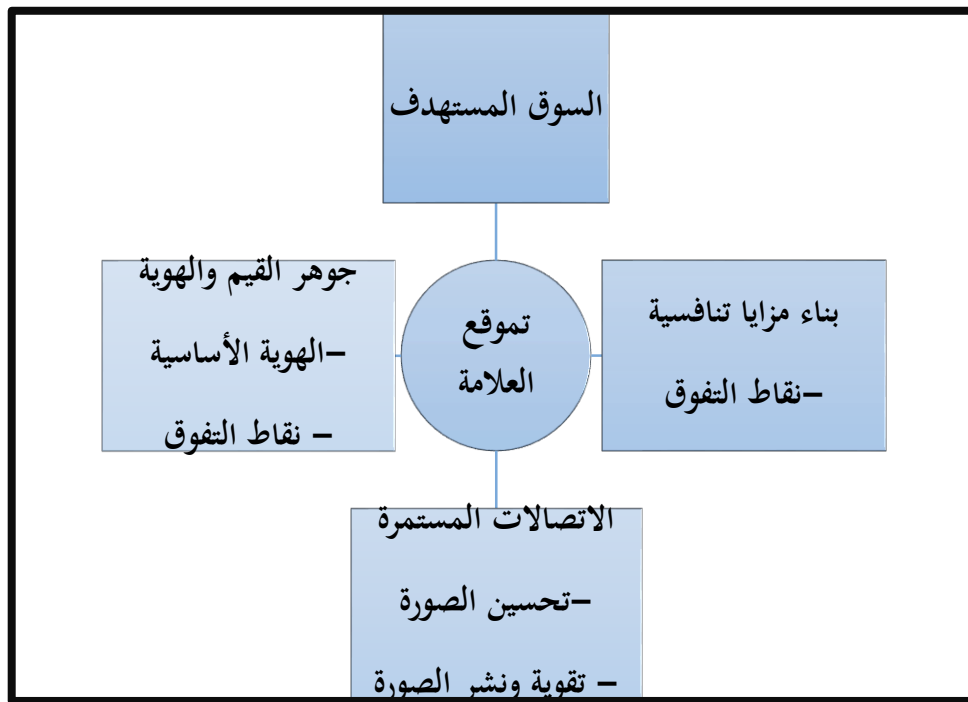 السوق المستهدف
بناء مزايا تنافسية
–نقاط التفوق
تموقع
العلامة
جوهر القيم والهوية
–الهوية الأساسية
– نقاط التفوق
الاتصالات المستمرة
–تحسين الصورة
– تقوية ونشر الصورة